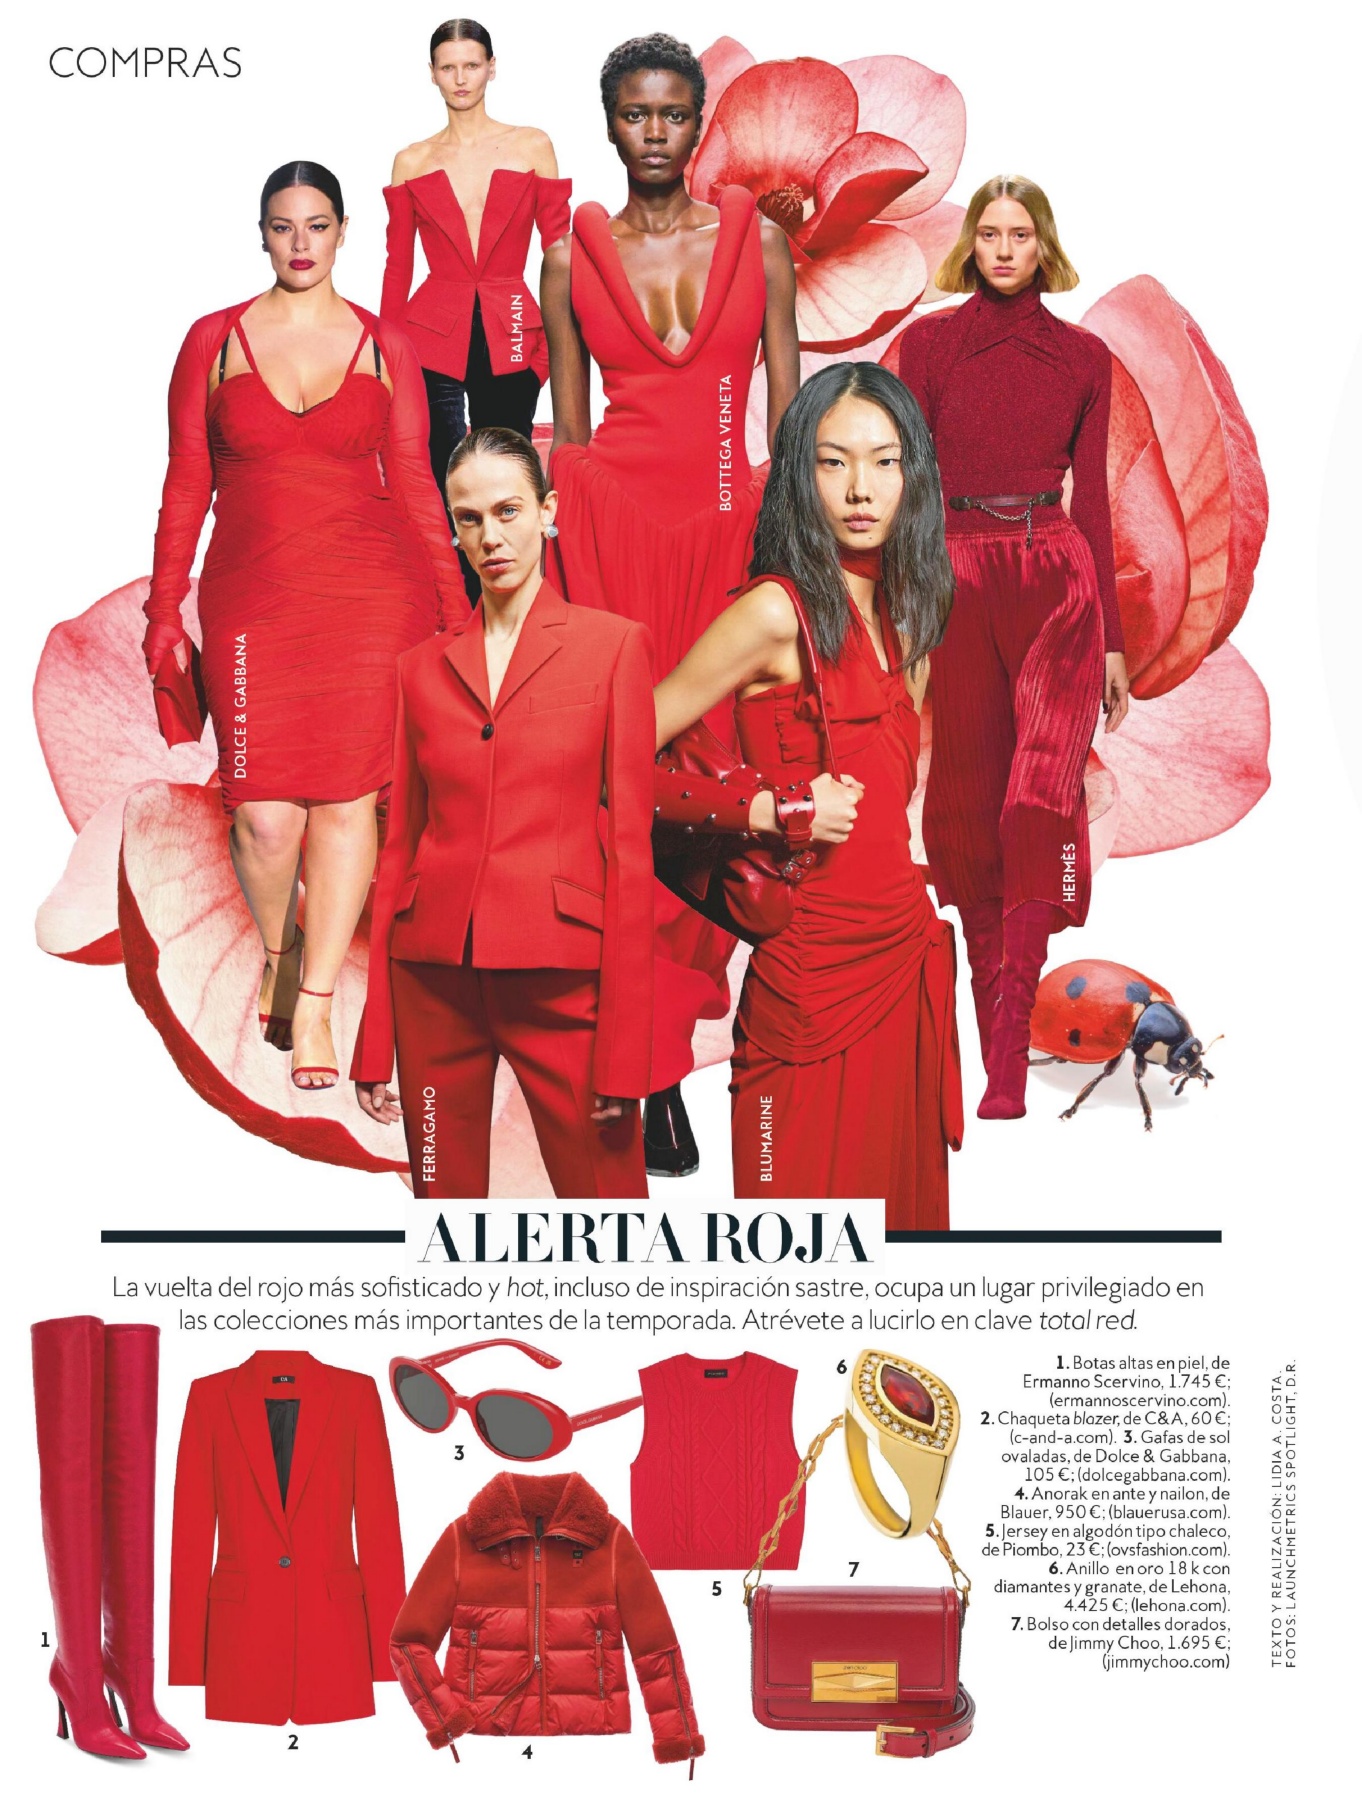 COMPRAS
BALMAIN
BOTTEGA VENETA
DOLCE & GABBANA
HERMÈS
FERRAGAMO
BLUMARINE
ALERTA ROJA
La vuelta del rojo más sofisticado y hot, incluso de inspiración sastre, ocupa un lugar privilegiado en
las colecciones más importantes de la temporada. Atrévete a lucirlo en clave total red.
1
2
3
4
5
6
7
1. Botas altas en piel, de
Ermanno Scervino, 1.745 €;
(ermannoscervino.com).
2. Chaqueta blazer, de C&A, 60 €;
(c-and-a.com). 3. Gafas de sol
ovaladas, de Dolce & Gabbana,
105 €; (dolcegabbana.com).
4. Anorak en ante y nailon, de
Blauer, 950 €; (blauerusa.com).
5. Jersey en algodón tipo chaleco,
de Piombo, 23 €; (ovsfashion.com).
6. Anillo en oro 18 k con
diamantes y granate, de Lehona,
4.425 €; (lehona.com).
7. Bolso con detalles dorados,
de Jimmy Choo, 1.695 €;
(jimmychoo.com)
TEXTO Y REALIZACIÓN: LIDIA A. COSTA.
FOTOS: LAUNCHMETRICS SPOTLIGHT, D.R.